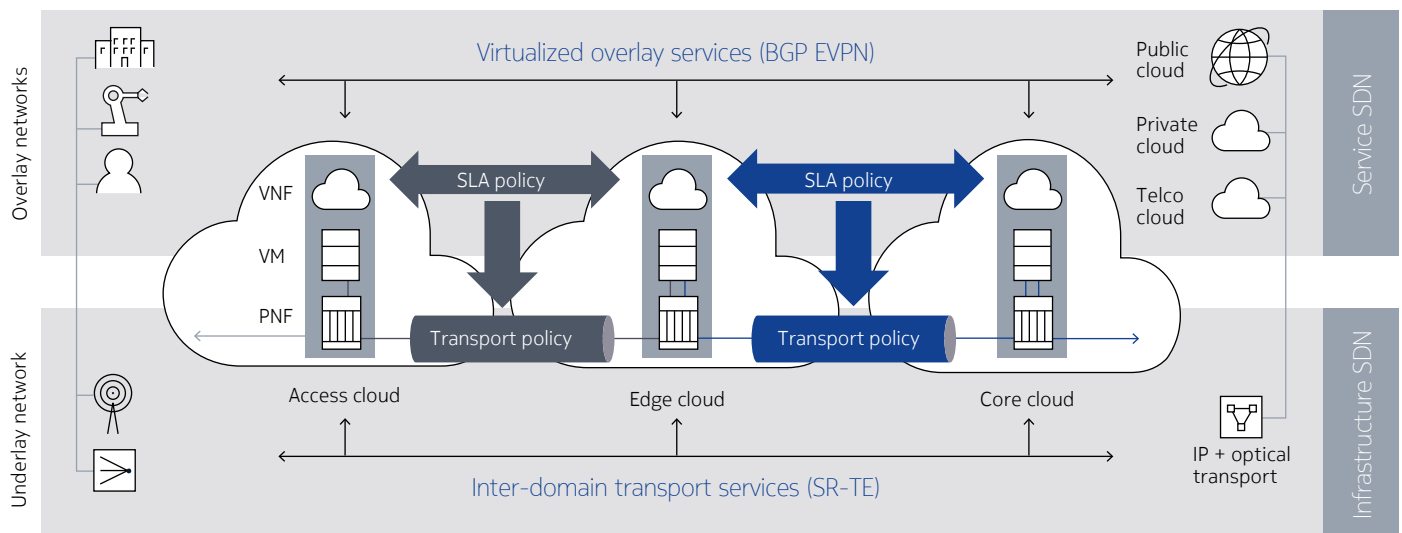 Overlay networks
Virtualized overlay services (BGP EVPN)
Public
cloud
Private
cloud
Telco
cloud
Service SDN
SLA policy
SLA policy
VNF
VM
PNF
Transport policy
Transport policy
Access cloud
Edge cloud
Core cloud
Underlay network
Inter-domain transport services (SR-TE)
IP + optical
transport
Infrastructure SDN